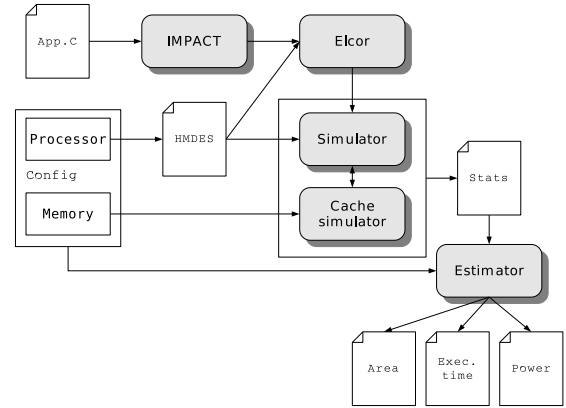 App.C
IMPACT
Elcor
Processor
HMDES
Simulator
Config
Stats
Memory
Cache
simulator
Estimator
Area
Exec.
time
Power